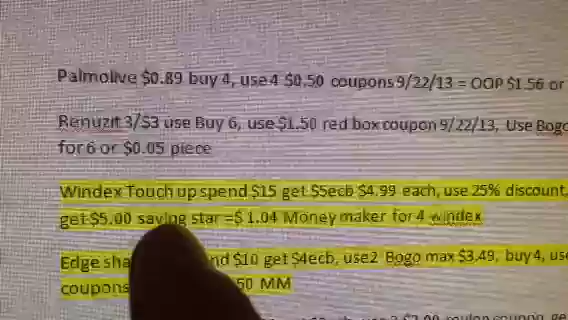 Palmolive $0.89 buy 4, use 4 $0.50 coupons 9/22/13 = OOP $1.56 or
Renuzit 3/$3 use Buy 6, use $1.50 red box coupon 9/22/13, Use Bogo
for 6 or $0.05 piece
Windex Touch up spend $15 get $5ecb $4.99 each, use 25% discount,
get $5.00 saving star =$ 1.04 Money maker for 4 windex
Edge sha nd $10 get $4ecb, use2 Bogo max $3.49, buy 4, use
coupons 50 MM